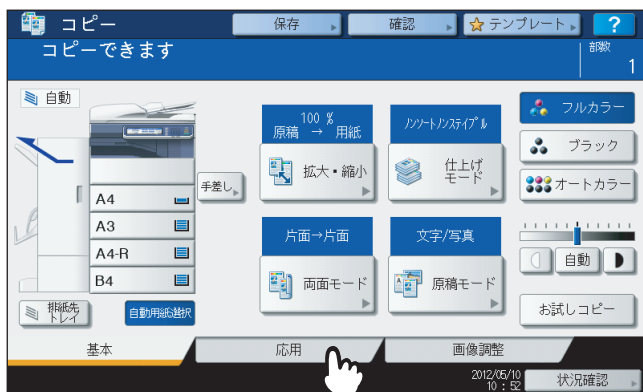 コピー
保存
確認
テンプレート
?
コピーできます
部数
1
自動
100 %
原稿 → 用紙
拡大・縮小
ﾉﾝｿｰﾄﾉﾝｽﾃｲﾌﾟﾙ
仕上げ
モード
フルカラー
ブラック
オートカラー
手差し
A4
A3
A4-R
B4
片面→片面
両面モード
文字/写真
原稿モード
自動
排紙先
トレイ
自動用紙選択
お試しコピー
基本
応用
画像調整
2012/05/10
10 : 52
状況確認